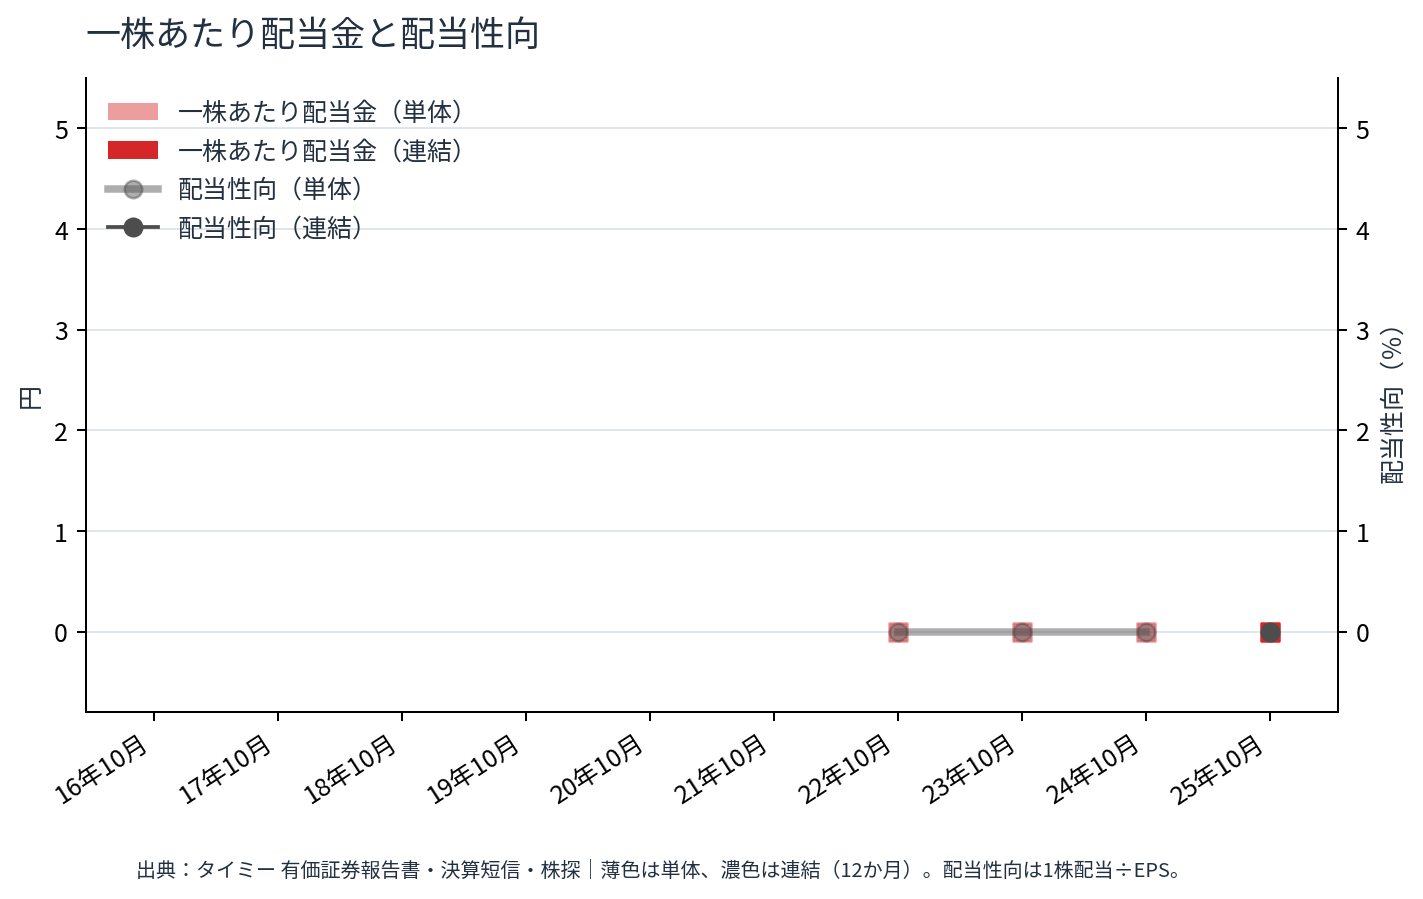 一株あたり配当金と配当性向
一株あたり配当金（単体）
一株あたり配当金（連結）
配当性向（単体）
配当性向（連結）
円
5
4
3
2
1
0
5
4
3
2
1
0
配当性向（%）
16年10月
17年10月
18年10月
19年10月
20年10月
21年10月
22年10月
23年10月
24年10月
25年10月
出典：タイミー 有価証券報告書・決算短信・株探｜薄色は単体、濃色は連結（12か月）。配当性向は1株配当÷EPS。